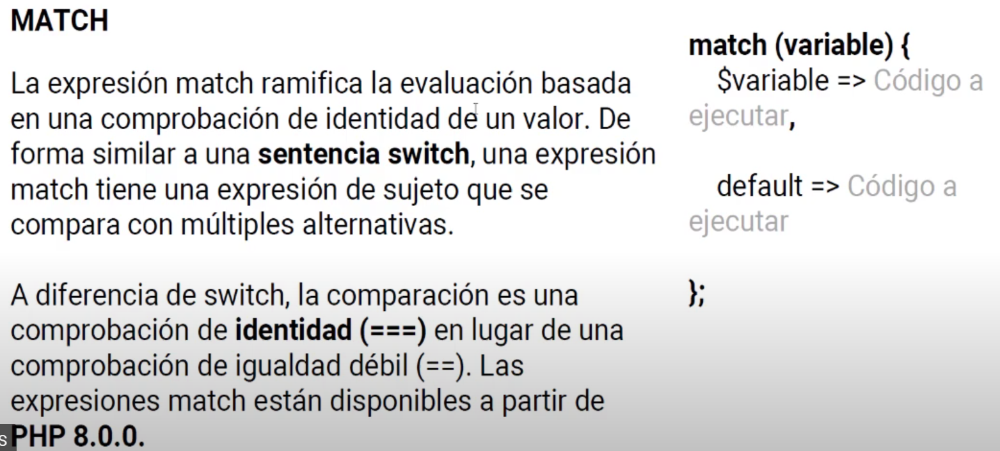 MATCH
La expresión match ramifica la evaluación basada
en una comprobación de identidad de un valor. De
forma similar a una sentencia switch, una expresión
match tiene una expresión de sujeto que se
compara con múltiples alternativas.
A diferencia de switch, la comparación es una
comprobación de identidad (===) en lugar de una
comprobación de igualdad débil (==). Las
expresiones match están disponibles a partir de
PHP 8.0.0.
s
match (variable) {
$variable => Código a
ejecutar,
default => Código a
ejecutar
};